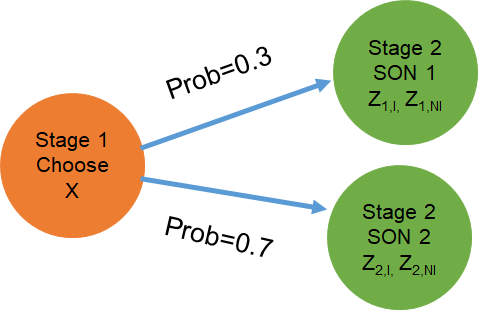 Stage 1
Choose
X
Prob=0.3
Stage 2
SON 1
Z1,I, Z1,NI
Prob=0.7
Stage 2
SON 2
Z2,I, Z2,NI